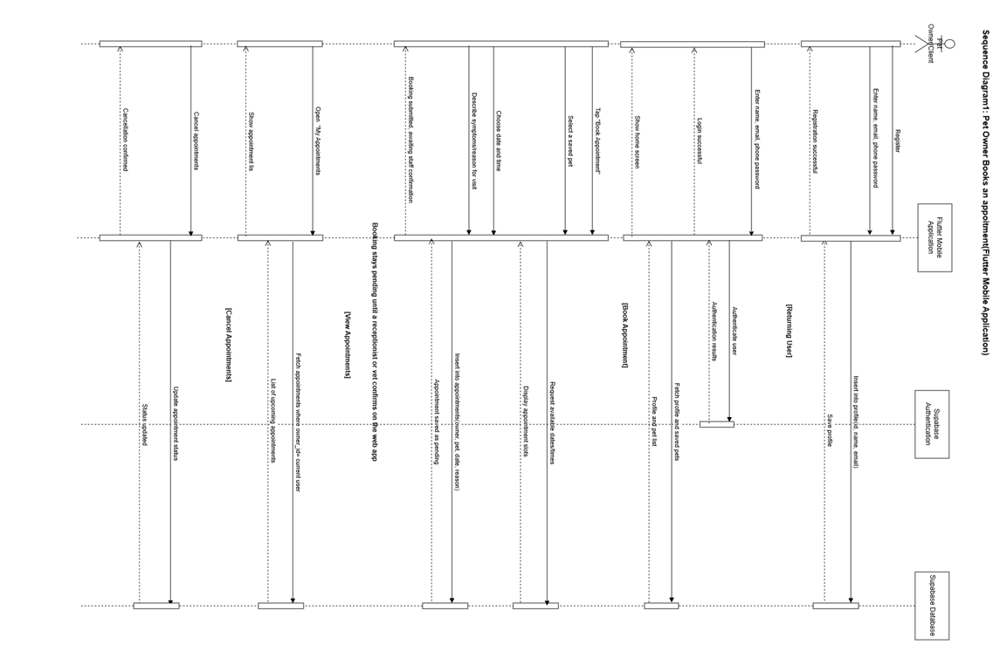 Sequence Diagram1: Pet Owner Books an appoitment(Flutter Mobile Application)
Pet
Owner/Client
Flutter Mobile
Application
Supabase
Authentication
Supabase Database
Register
Enter name, email, phone password
Insert into profile(id, name, email)
Save profile
Registration successful
[Returning User]
Enter name, email, phone password
Authenticate user
Authentication results
Login successful
Fetch profile and saved pets
Profile and pet list
Show home screen
[Book Appointment]
Tap "Book Appointment"
Select a saved pet
Request available dates/times
Display appointment slots
Choose date and time
Describe symptoms/reason for visit
Insert into appointments(owner, pet, date, reason)
Appointment saved as pending
Booking submitted, awaiting staff confirmation
Booking stays pending until a receptionist or vet confirms on the web app
[View Appointments]
Open "My Appointments
Fetch appointments where owner_id= current user
List of upcoming appointments
Show appointment lis
[Cancel Appointments]
Cancel appointments
Update appointment status
Status updated
Cancellation confirmed